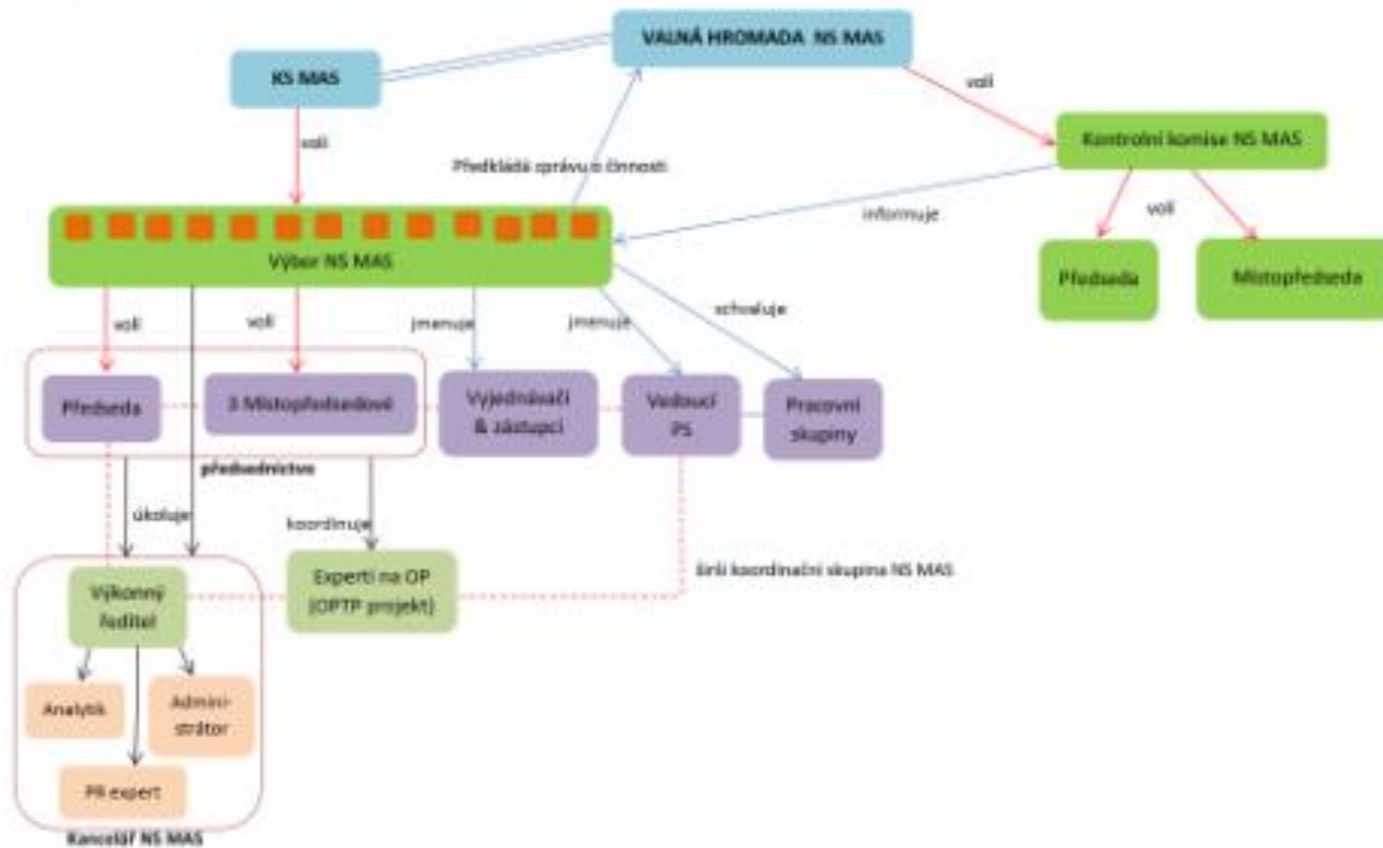 VALNÁ HROMADA NS MAS
KS MAS
volí
volí
Kontrolní komise NS MAS
Předkládá zprávu o činnosti
informuje
volí
Výbor NS MAS
Předseda
Místopředseda
volí
volí
jmenuje
jmenuje
schvaluje
Předseda
3 Místopředsedové
Vyjednávači
& zástupci
Vedoucí
PS
Pracovní
skupiny
předsednictvo
úkoluje
koordinuje
širší koordinační skupina NS MAS
Výkonný
ředitel
Experti na OP
(OPTP projekt)
Analytik
Admini-
strátor
PR expert
Kancelář NS MAS